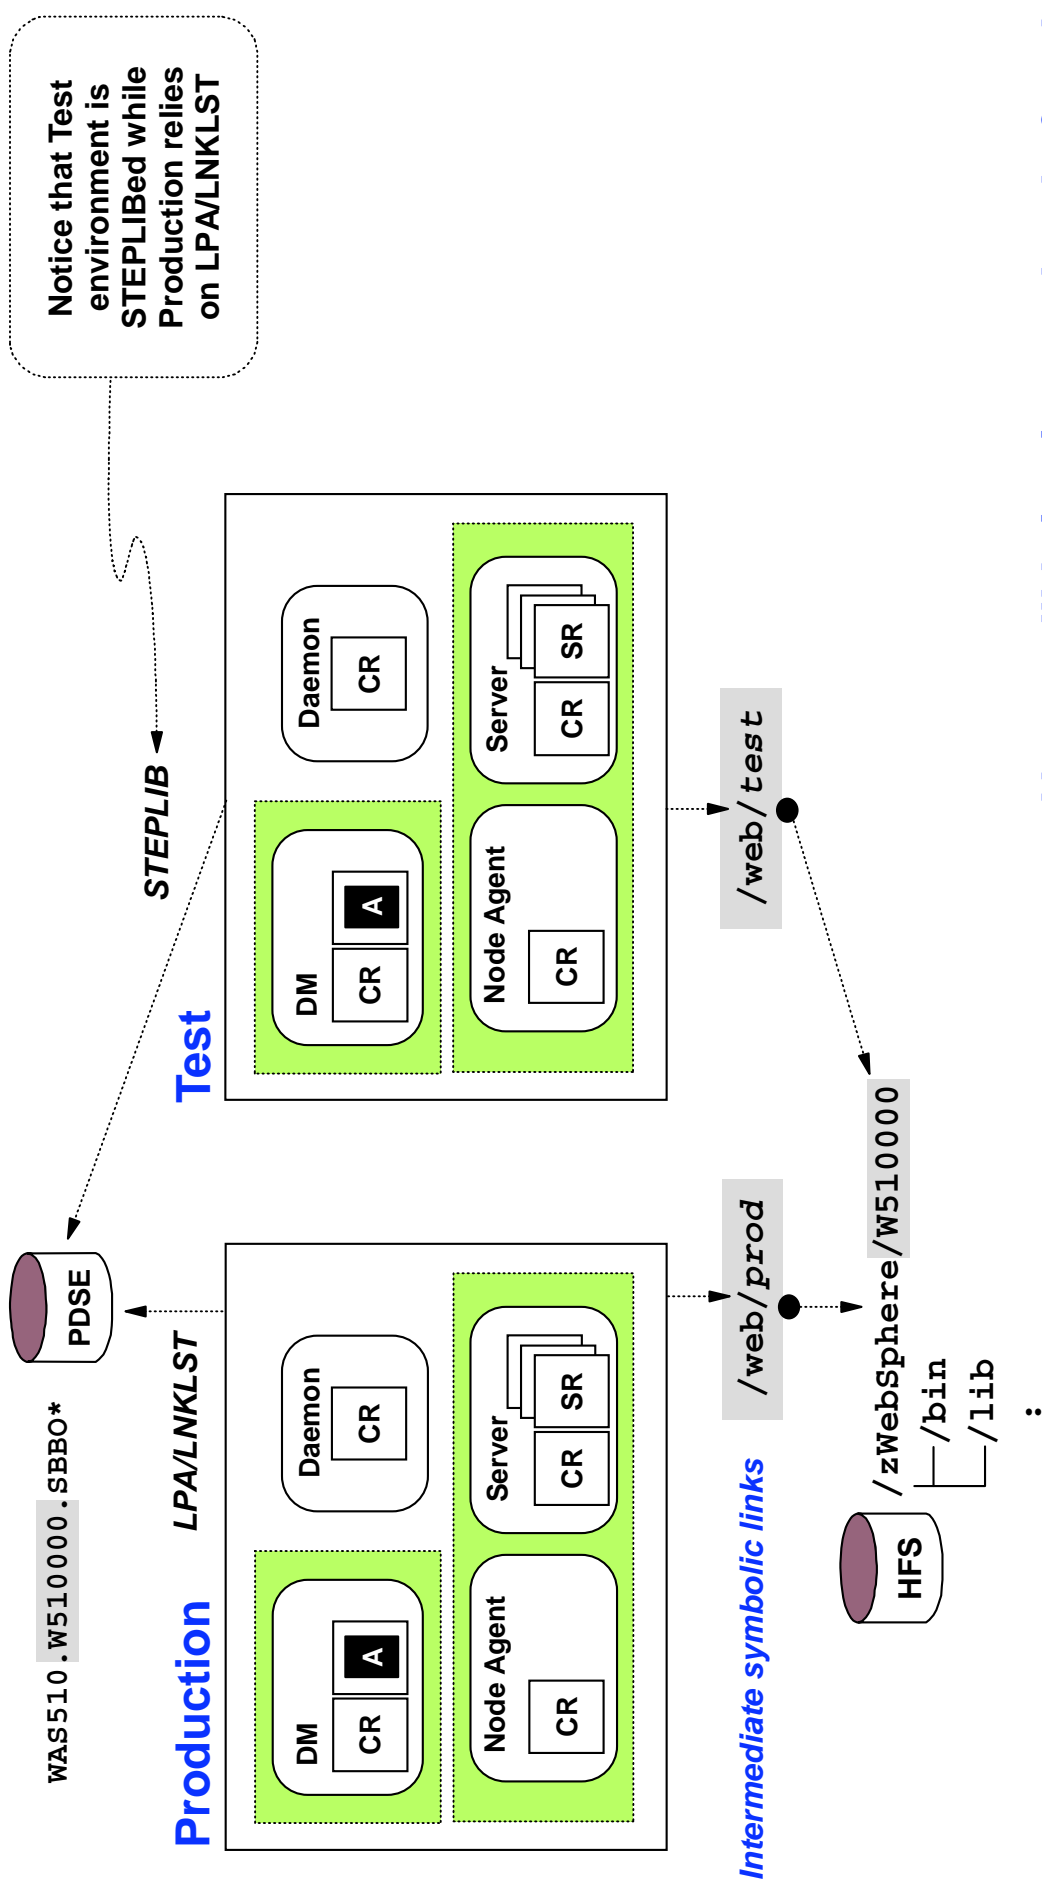 WAS510.W510000.SBBO*
PDSE
Notice that Test
environment is
STEPLIBed while
Production relies
on LPA/LNKLST
Production
LPA/LNKLST
DM
CR
A
Daemon
CR
Node Agent
CR
Server
CR
SR
Test
STEPLIB
DM
CR
A
Daemon
CR
Node Agent
CR
Server
CR
SR
Intermediate symbolic links
/web/prod
/web/test
HFS
/zWebSphere/W510000
/bin
/lib
: